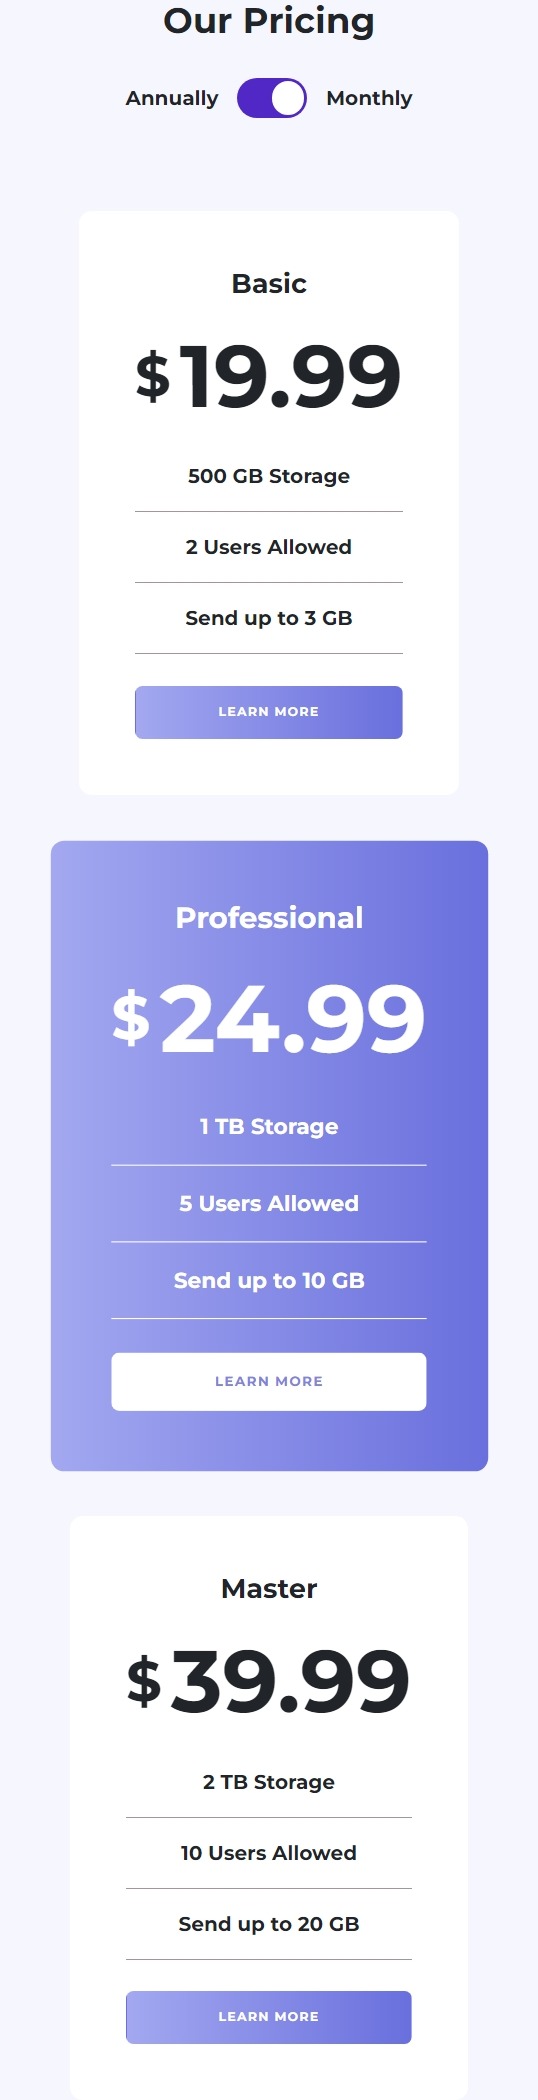 Our Pricing
Annually Monthly
Basic
$19.99
500 GB Storage
2 Users Allowed
Send up to 3 GB
LEARN MORE
Professional
$24.99
1 TB Storage
5 Users Allowed
Send up to 10 GB
LEARN MORE
Master
$39.99
2 TB Storage
10 Users Allowed
Send up to 20 GB
LEARN MORE